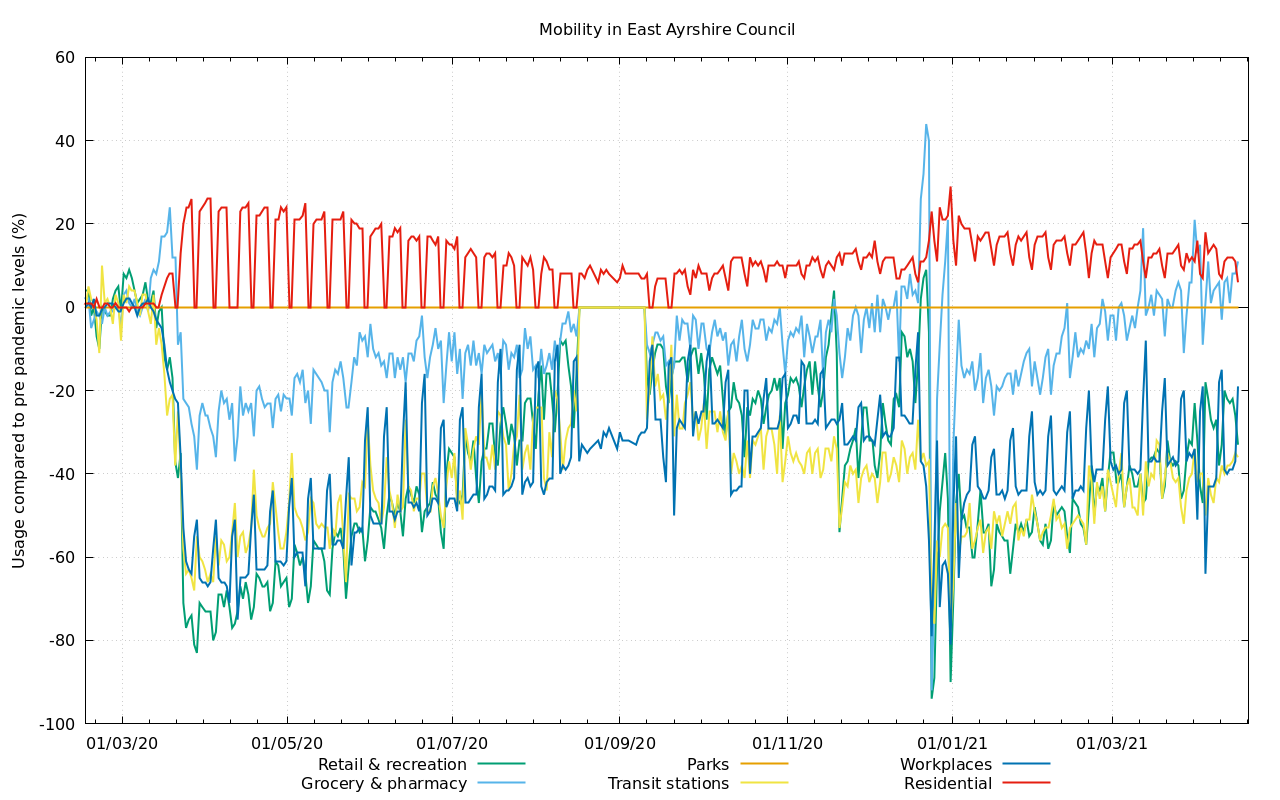 Mobility in East Ayrshire Council
Usage compared to pre pandemic levels (%)
60
40
20
0
-20
-40
-60
-80
-100
01/03/20 01/05/20 01/07/20 01/09/20 01/11/20 01/01/21 01/03/21
Retail & recreation Parks Workplaces
Grocery & pharmacy Transit stations Residential